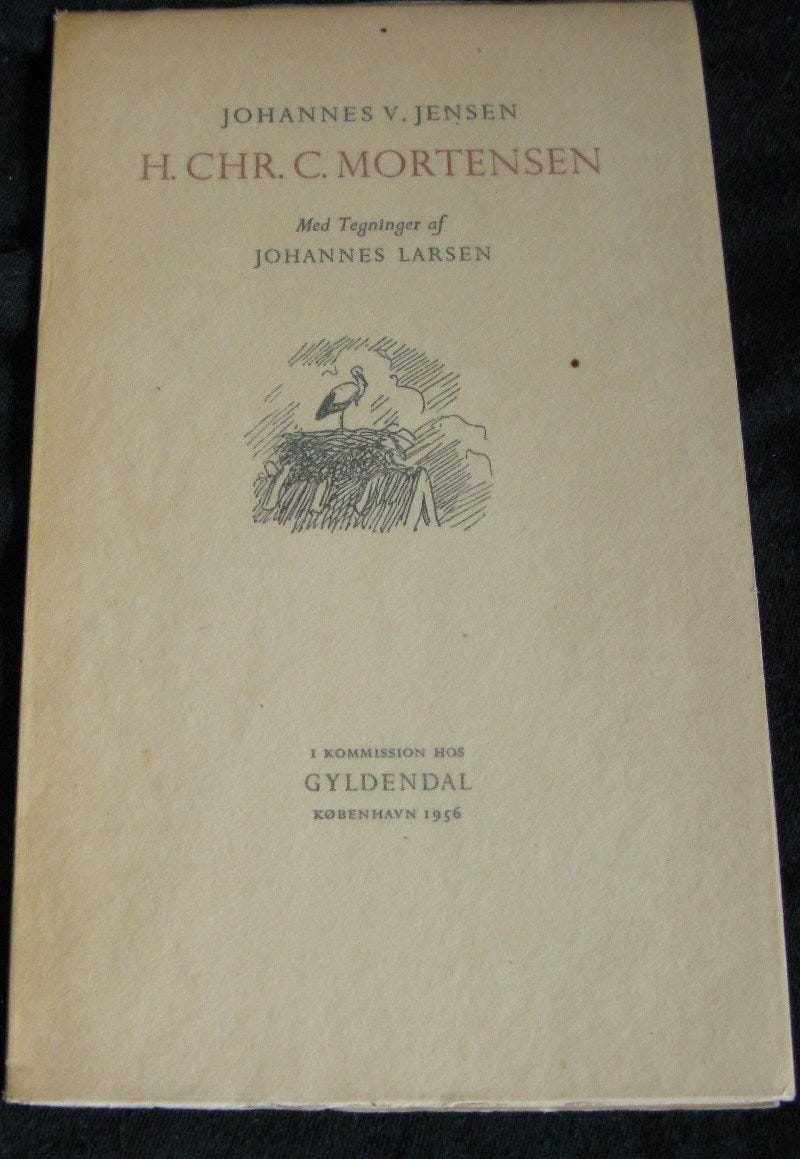 JOHANNES V. JENSEN
H. CHR. C. MORTENSEN
Med Tegninger af
JOHANNES LARSEN
I KOMMISSION HOS
GYLDENDAL
KØBENHAVN 1956